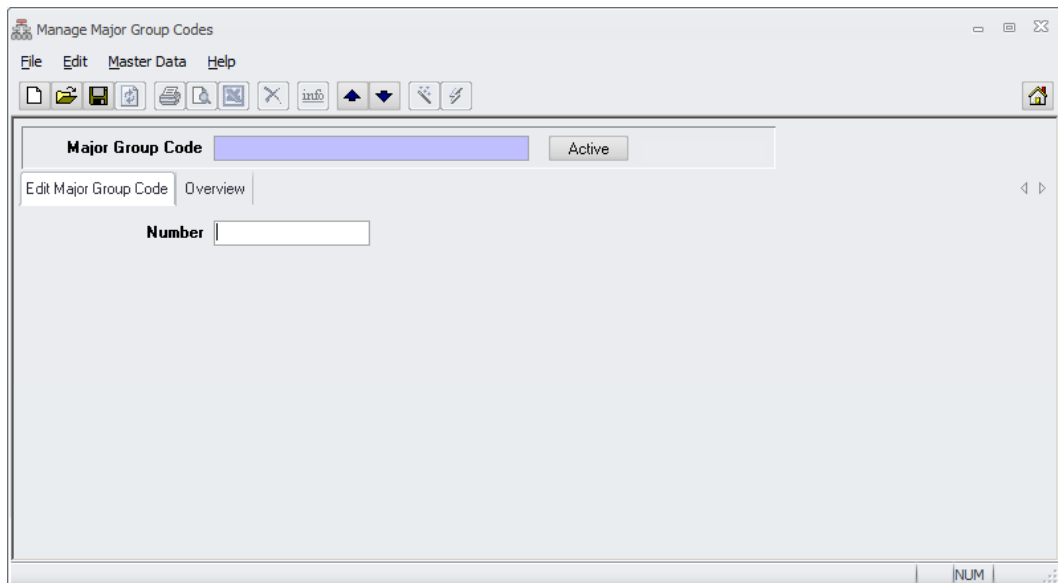 Manage Major Group Codes
File Edit Master Data Help
info
Major Group Code Active
Edit Major Group Code Overview
Number
NUM